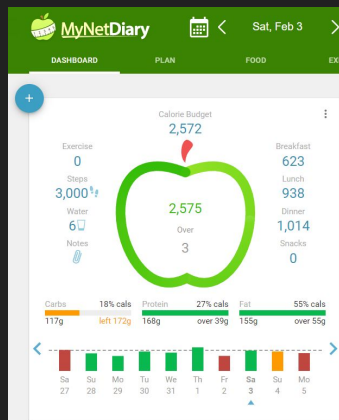 MyNetDiary
Sat, Feb 3
DASHBOARD PLAN FOOD EX
+
Calorie Budget
2,572
Exercise
0
Steps
3,000
Water
6
Notes
2,575
Over
3
Breakfast
623
Lunch
938
Dinner
1,014
Snacks
0
Carbs 18% cals
117g left 172g
Protein 27% cals
168g over 39g
Fat 55% cals
155g over 55g
Sa Su Mo Tu We Th Fr Sa Su Mo
27 28 29 30 31 1 2 3 4 5